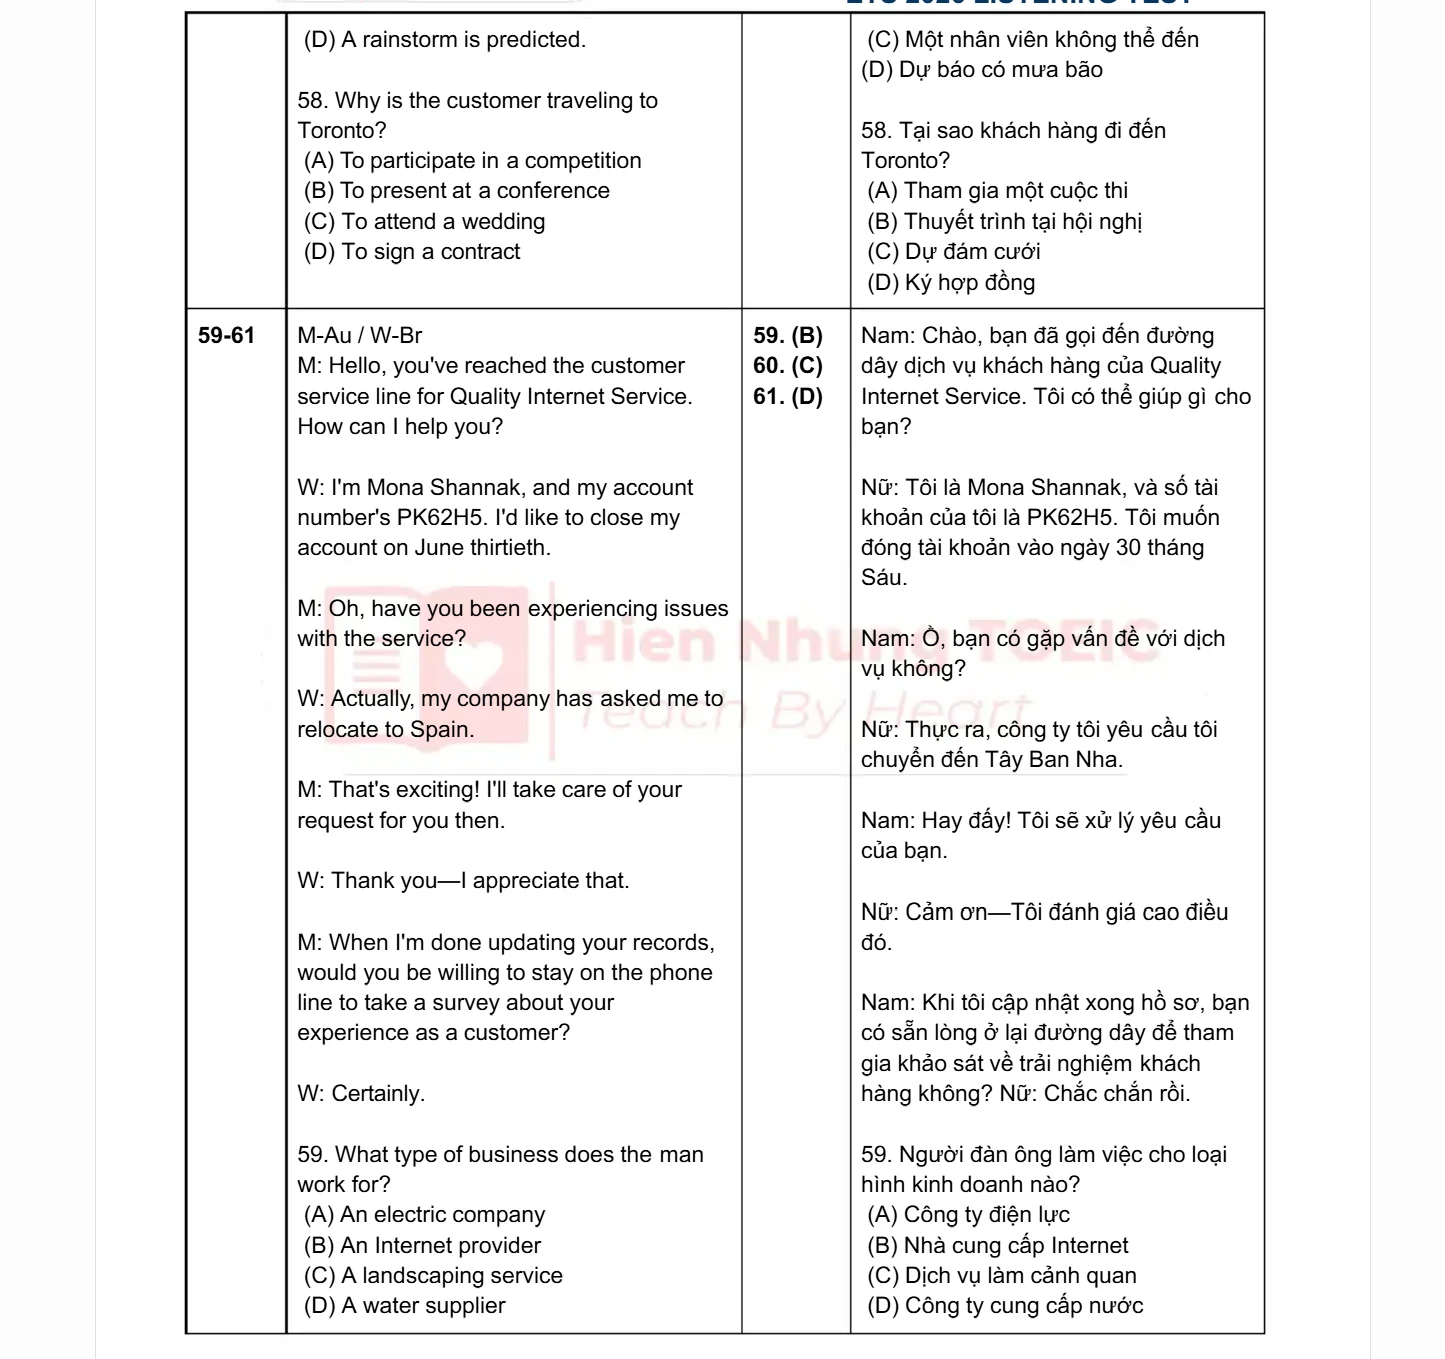 ETS 2026 LISTENING TEST
(D) A rainstorm is predicted.
58. Why is the customer traveling to
Toronto?
(A) To participate in a competition
(B) To present at a conference
(C) To attend a wedding
(D) To sign a contract
(C) Một nhân viên không thể đến
(D) Dự báo có mưa bão
58. Tại sao khách hàng đi đến
Toronto?
(A) Tham gia một cuộc thi
(B) Thuyết trình tại hội nghị
(C) Dự đám cưới
(D) Ký hợp đồng
59-61
M-Au / W-Br
M: Hello, you've reached the customer
service line for Quality Internet Service.
How can I help you?
W: I'm Mona Shannak, and my account
number's PK62H5. I'd like to close my
account on June thirtieth.
M: Oh, have you been experiencing issues
with the service?
W: Actually, my company has asked me to
relocate to Spain.
M: That's exciting! I'll take care of your
request for you then.
W: Thank you—I appreciate that.
M: When I'm done updating your records,
would you be willing to stay on the phone
line to take a survey about your
experience as a customer?
W: Certainly.
59. What type of business does the man
work for?
(A) An electric company
(B) An Internet provider
(C) A landscaping service
(D) A water supplier
59. (B)
60. (C)
61. (D)
Nam: Chào, bạn đã gọi đến đường
dây dịch vụ khách hàng của Quality
Internet Service. Tôi có thể giúp gì cho
bạn?
Nữ: Tôi là Mona Shannak, và số tài
khoản của tôi là PK62H5. Tôi muốn
đóng tài khoản vào ngày 30 tháng
Sáu.
Nam: Ồ, bạn có gặp vấn đề với dịch
vụ không?
Nữ: Thực ra, công ty tôi yêu cầu tôi
chuyển đến Tây Ban Nha.
Nam: Hay đấy! Tôi sẽ xử lý yêu cầu
của bạn.
Nữ: Cảm ơn—Tôi đánh giá cao điều
đó.
Nam: Khi tôi cập nhật xong hồ sơ, bạn
có sẵn lòng ở lại đường dây để tham
gia khảo sát về trải nghiệm khách
hàng không? Nữ: Chắc chắn rồi.
59. Người đàn ông làm việc cho loại
hình kinh doanh nào?
(A) Công ty điện lực
(B) Nhà cung cấp Internet
(C) Dịch vụ làm cảnh quan
(D) Công ty cung cấp nước
Hien Nhung TOEIC
Teach By Heart